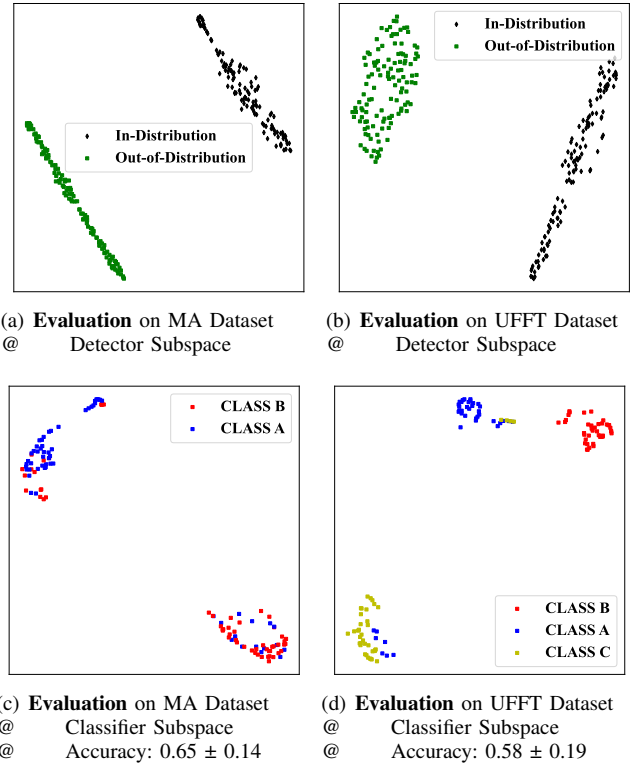 In-Distribution
Out-of-Distribution
(a) Evaluation on MA Dataset
@ Detector Subspace
In-Distribution
Out-of-Distribution
(b) Evaluation on UFFT Dataset
@ Detector Subspace
CLASS B
CLASS A
(c) Evaluation on MA Dataset
@ Classifier Subspace
@ Accuracy: 0.65 ± 0.14
CLASS B
CLASS A
CLASS C
(d) Evaluation on UFFT Dataset
@ Classifier Subspace
@ Accuracy: 0.58 ± 0.19